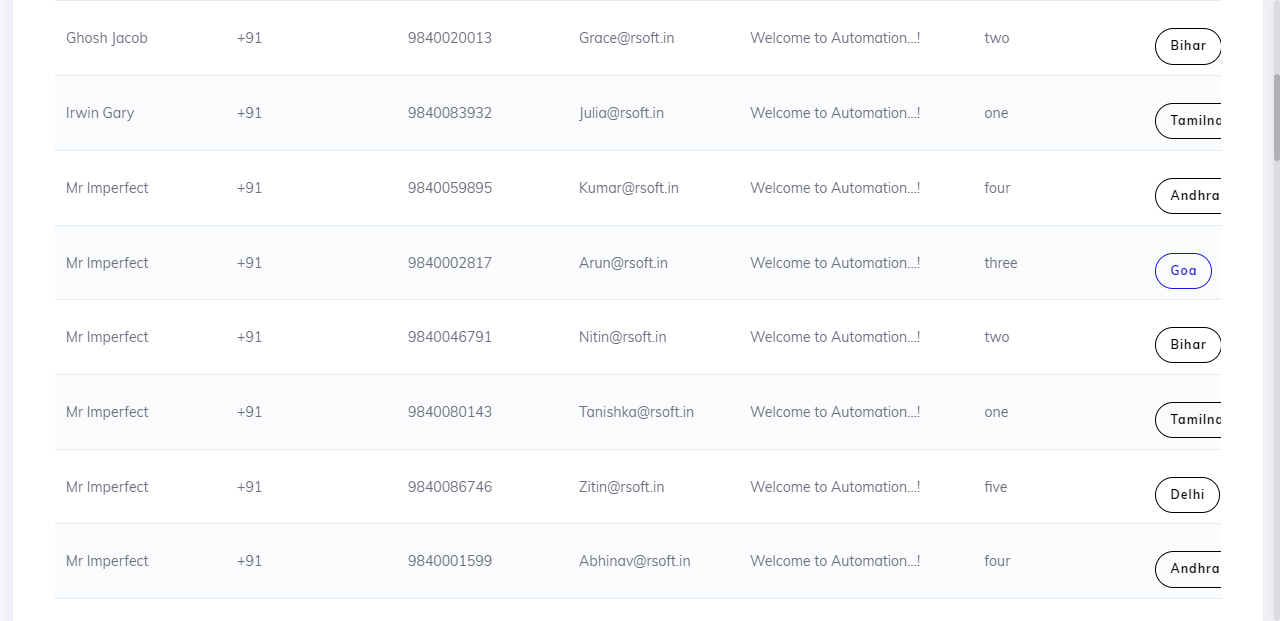 Ghosh Jacob +91 9840020013 Grace@rsoft.in Welcome to Automation...! two Bihar
Irwin Gary +91 9840083932 Julia@rsoft.in Welcome to Automation...! one Tamilna
Mr Imperfect +91 9840059895 Kumar@rsoft.in Welcome to Automation...! four Andhra
Mr Imperfect +91 9840002817 Arun@rsoft.in Welcome to Automation...! three Goa
Mr Imperfect +91 9840046791 Nitin@rsoft.in Welcome to Automation...! two Bihar
Mr Imperfect +91 9840080143 Tanishka@rsoft.in Welcome to Automation...! one Tamilna
Mr Imperfect +91 9840086746 Zitin@rsoft.in Welcome to Automation...! five Delhi
Mr Imperfect +91 9840001599 Abhinav@rsoft.in Welcome to Automation...! four Andhra